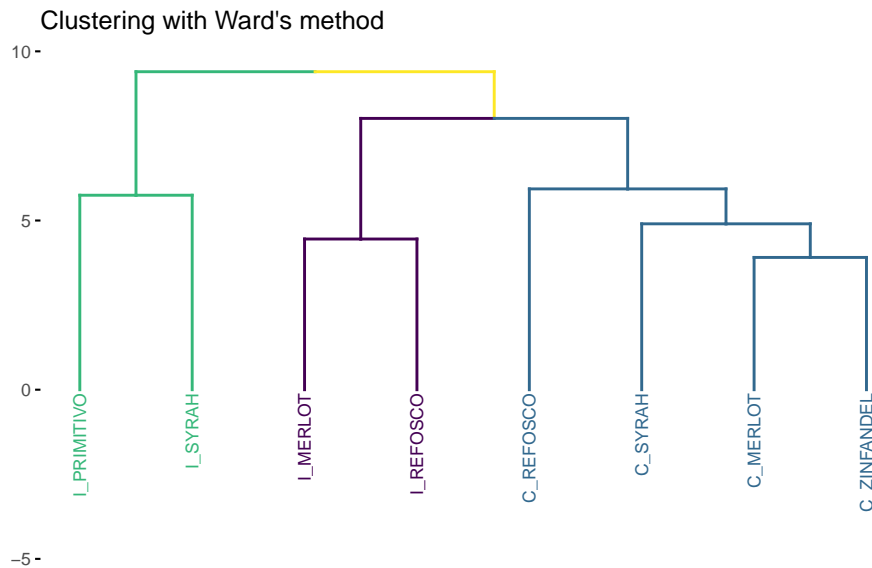 Clustering with Ward's method
10
5
0
−5
I_PRIMITIVO
I_SYRAH
I_MERLOT
I_REFOSCO
C_REFOSCO
C_SYRAH
C_MERLOT
C_ZINFANDEL